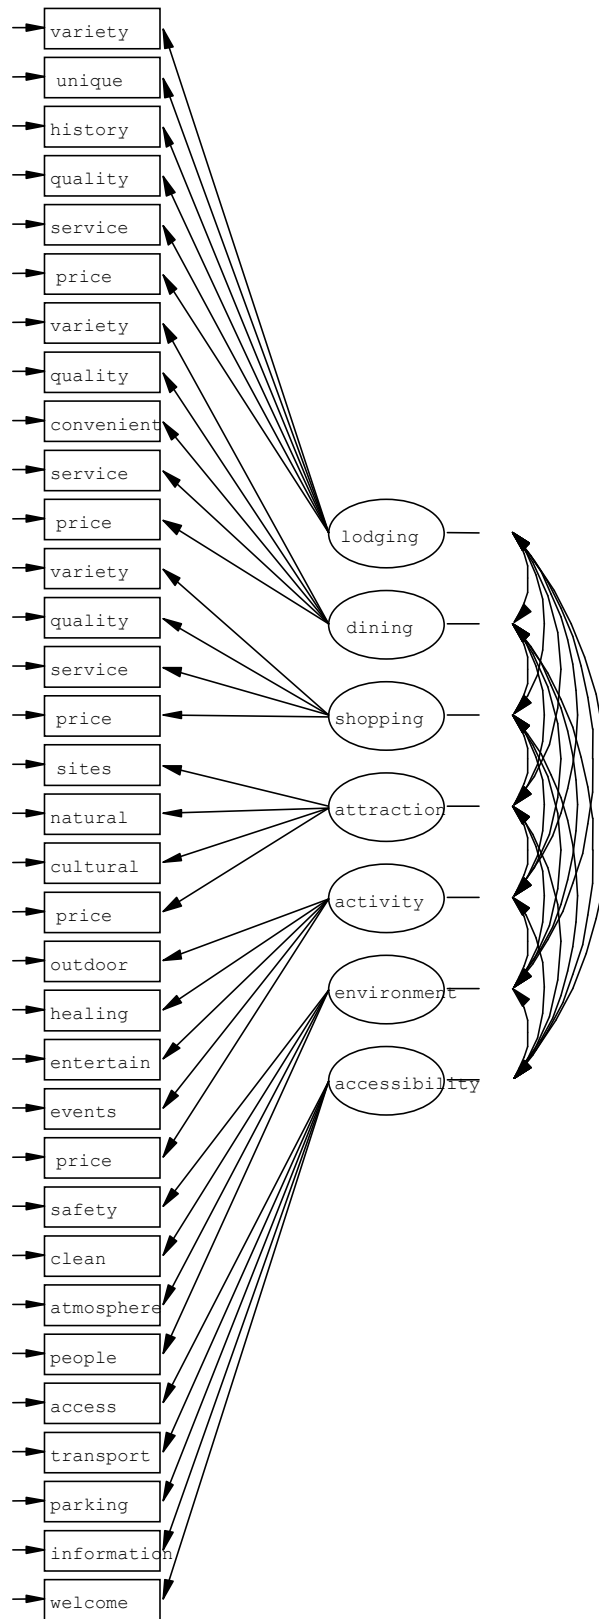 variety
unique
history
quality
service
price
variety
quality
convenient
service
price
variety
quality
service
price
sites
natural
cultural
price
outdoor
healing
entertain
events
price
safety
clean
atmosphere
people
access
transport
parking
information
welcome
lodging
dining
shopping
attraction
activity
environment
accessibility